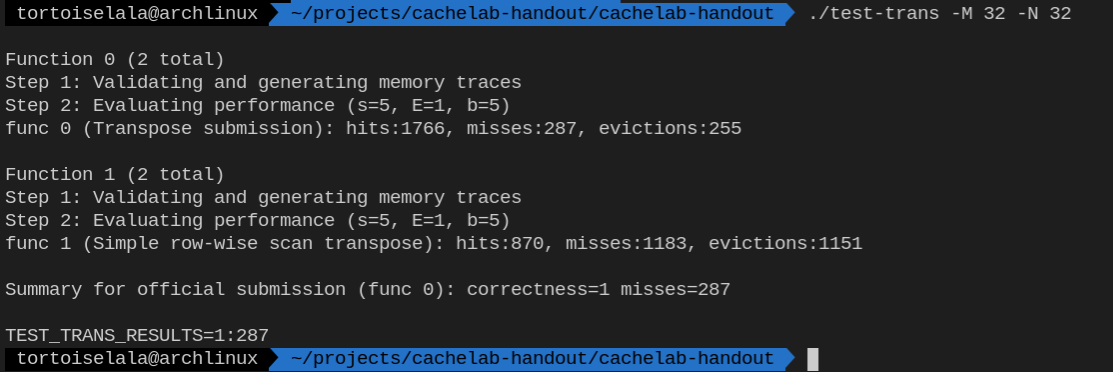 tortoiselala@archlinux ~/projects/cachelab-handout/cachelab-handout ./test-trans -M 32 -N 32
Function 0 (2 total)
Step 1: Validating and generating memory traces
Step 2: Evaluating performance (s=5, E=1, b=5)
func 0 (Transpose submission): hits:1766, misses:287, evictions:255
Function 1 (2 total)
Step 1: Validating and generating memory traces
Step 2: Evaluating performance (s=5, E=1, b=5)
func 1 (Simple row-wise scan transpose): hits:870, misses:1183, evictions:1151
Summary for official submission (func 0): correctness=1 misses=287
TEST_TRANS_RESULTS=1:287
tortoiselala@archlinux ~/projects/cachelab-handout/cachelab-handout